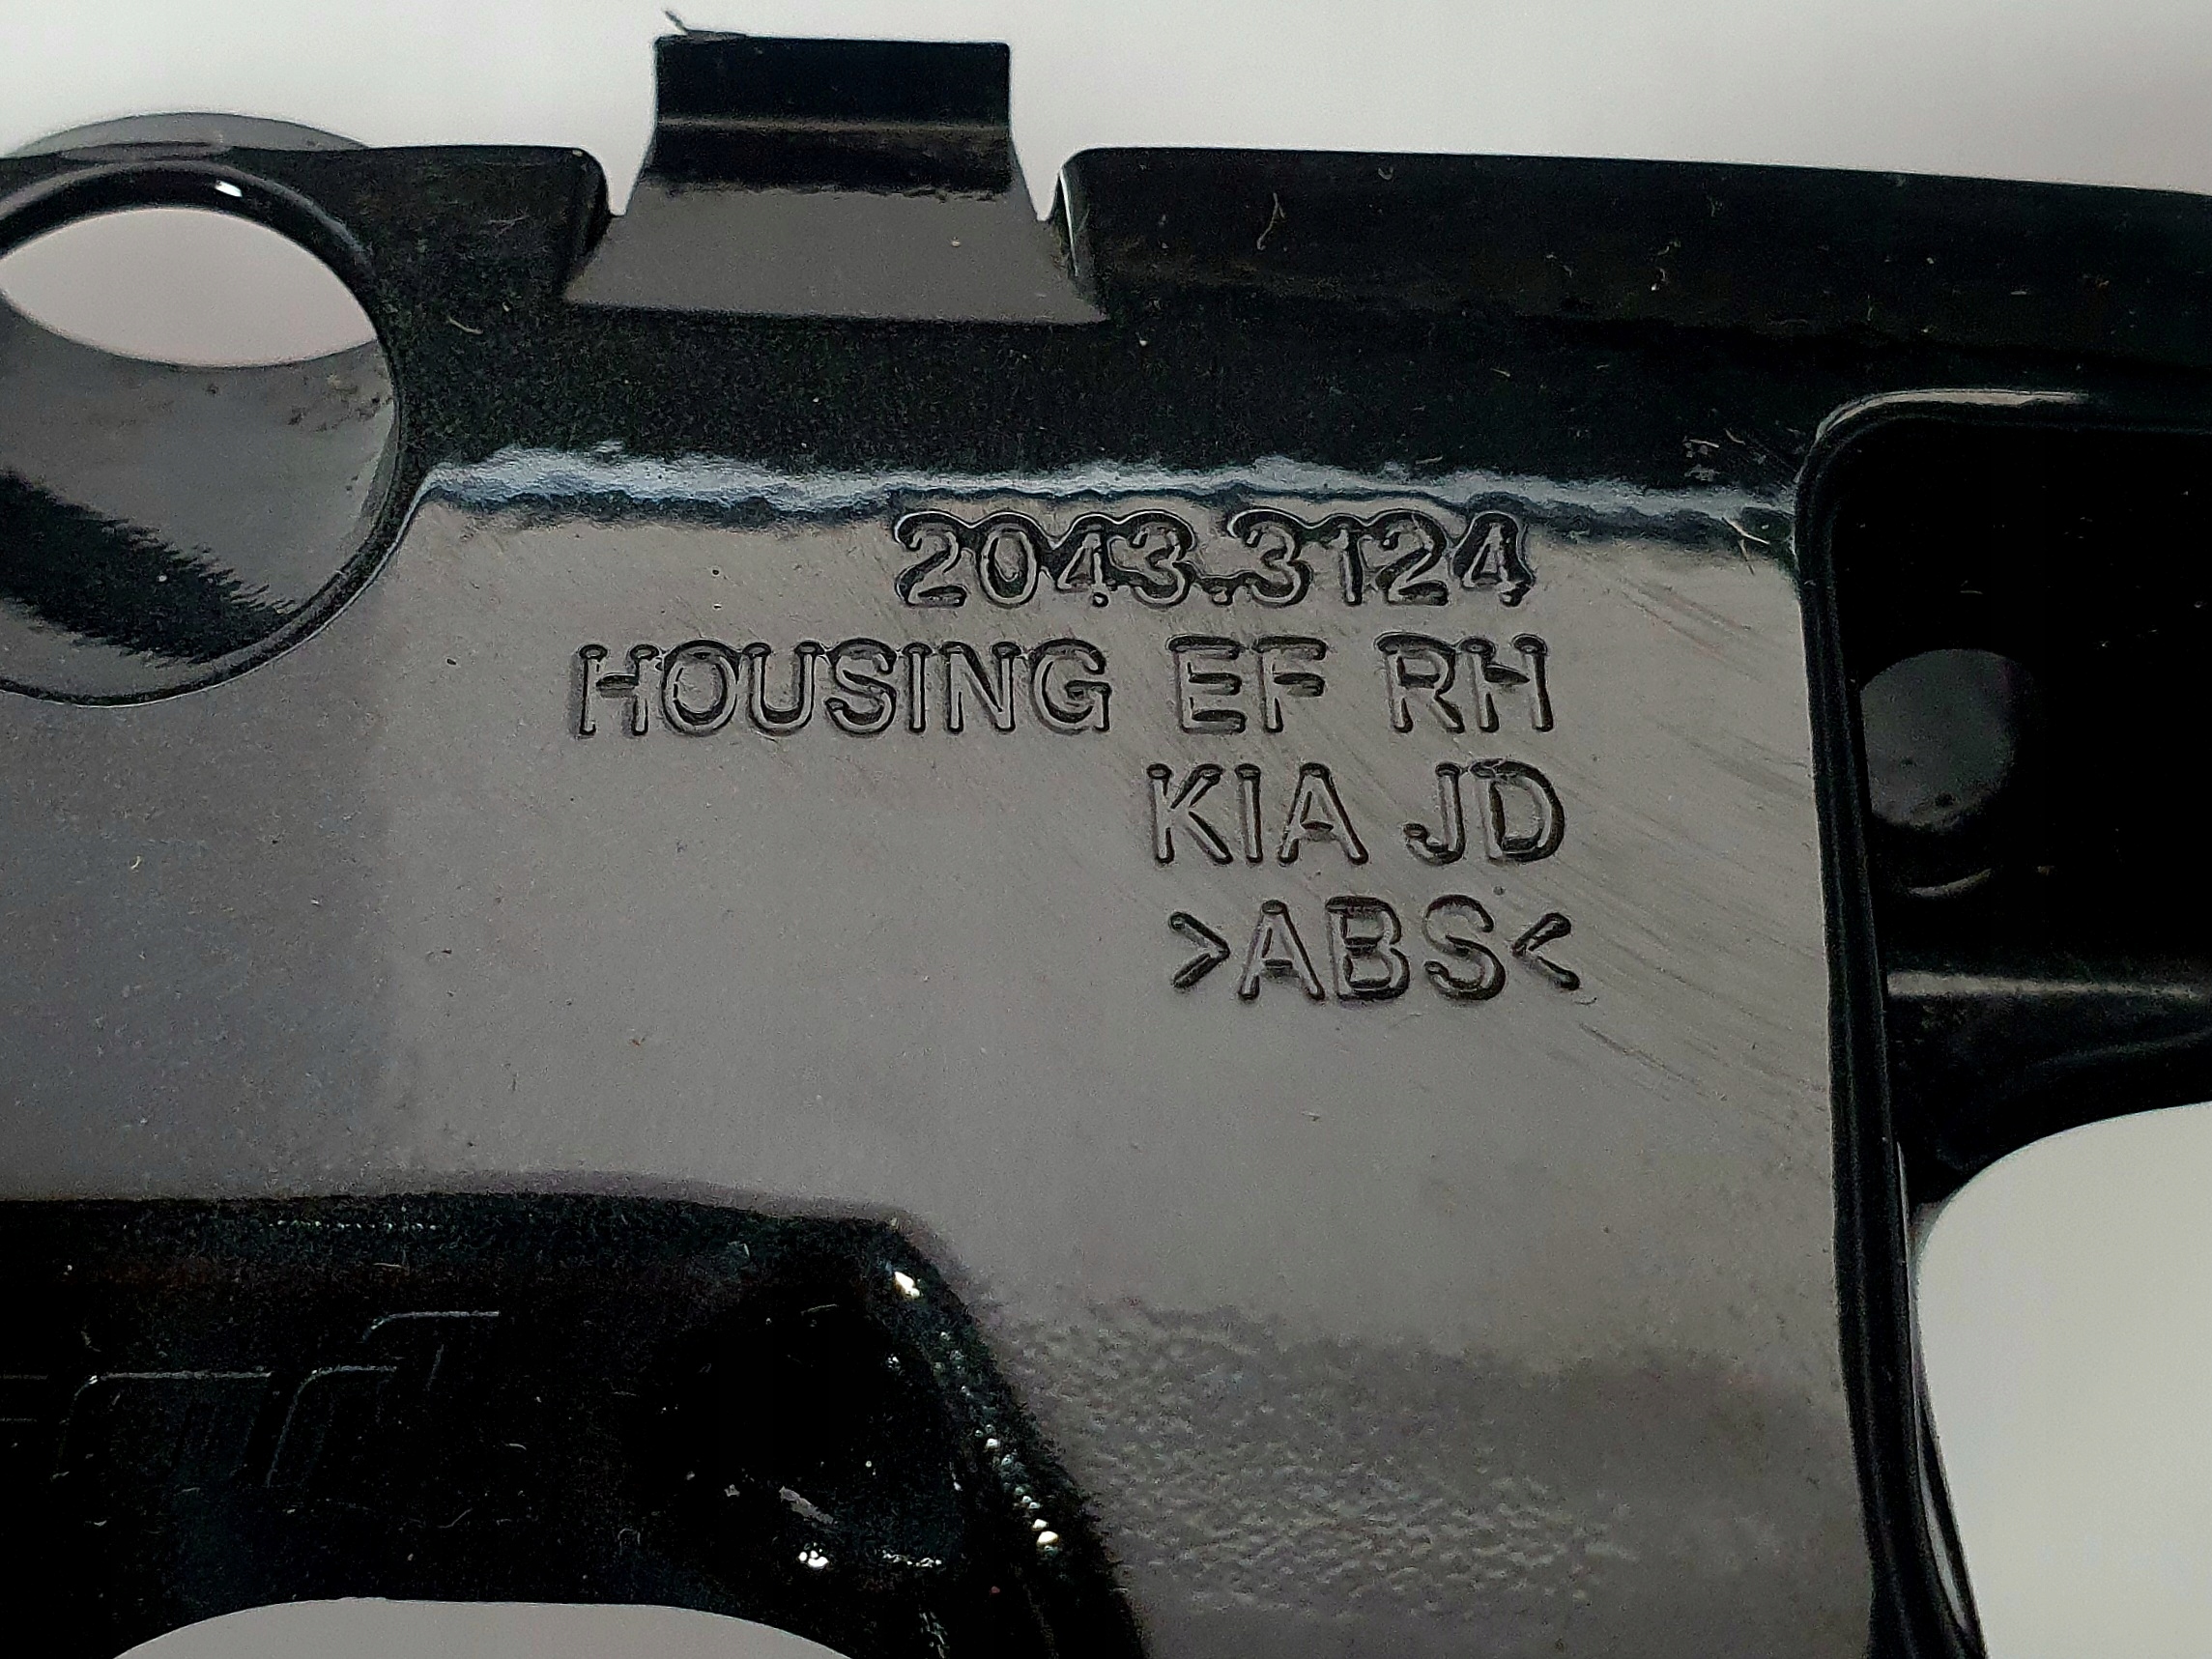 2043.3124
HOUSING EF RH
KIA JD
>ABS<